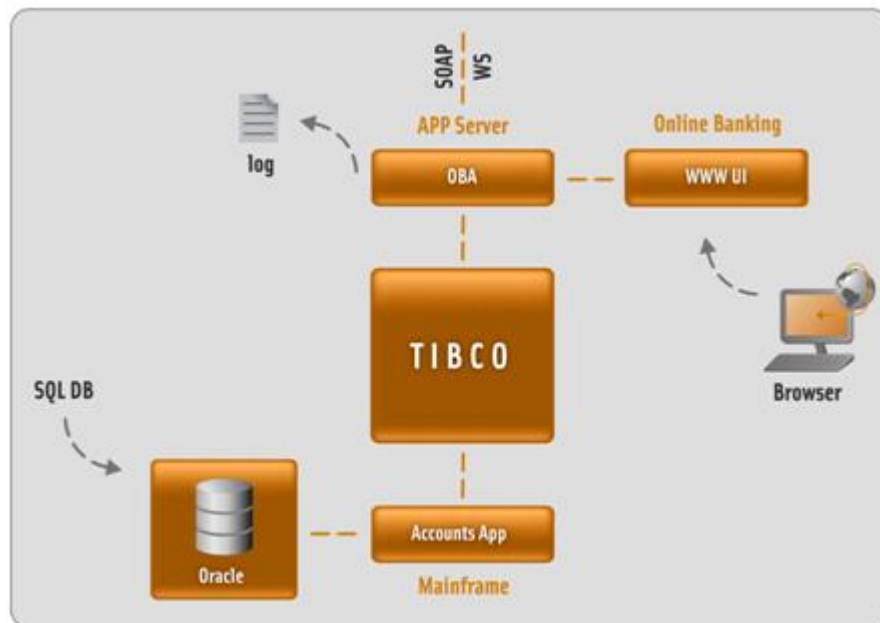 SOAP
WS
APP Server
Online Banking
log
OBA
WWW UI
TIBCO
Browser
SQL DB
Oracle
Accounts App
Mainframe